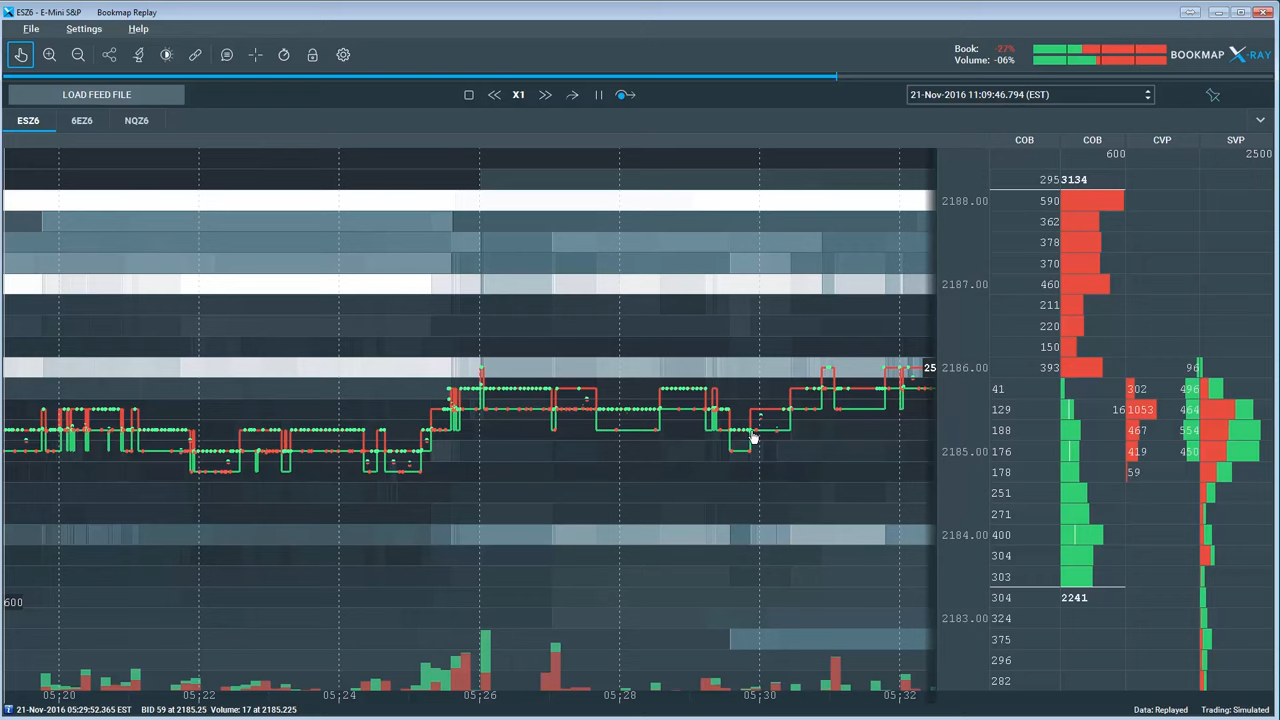 ESZ6 - E-Mini S&P Bookmap Replay
File Settings Help
Book: -27%
Volume: -06%
BOOKMAP X-RAY
LOAD FEED FILE
X1
21-Nov-2016 11:09:46.794 (EST)
ESZ6 6EZ6 NQZ6
COB COB CVP SVP
600 2500
295 3134
2188.00 590
362
378
370
2187.00 460
211
220
150
25 2186.00 393 96
41 302 496
129 16 1053 464
188 467 554
2185.00 176 419 450
178 59
251
271
2184.00 400
304
303
600 304 2241
2183.00 324
375
296
282
05:20 05:22 05:24 05:26 05:28 05:30 05:32
21-Nov-2016 05:29:52.365 EST BID 59 at 2185.25 Volume: 17 at 2185.225 Data: Replayed Trading: Simulated